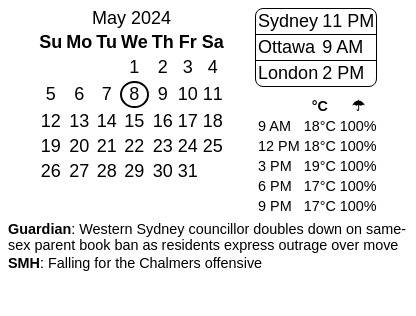 May 2024
Su Mo Tu We Th Fr Sa
1 2 3 4
5 6 7 8 9 10 11
12 13 14 15 16 17 18
19 20 21 22 23 24 25
26 27 28 29 30 31
Sydney 11 PM
Ottawa 9 AM
London 2 PM
°C ☂
9 AM 18°C 100%
12 PM 18°C 100%
3 PM 19°C 100%
6 PM 17°C 100%
9 PM 17°C 100%
Guardian: Western Sydney councillor doubles down on same-
sex parent book ban as residents express outrage over move
SMH: Falling for the Chalmers offensive